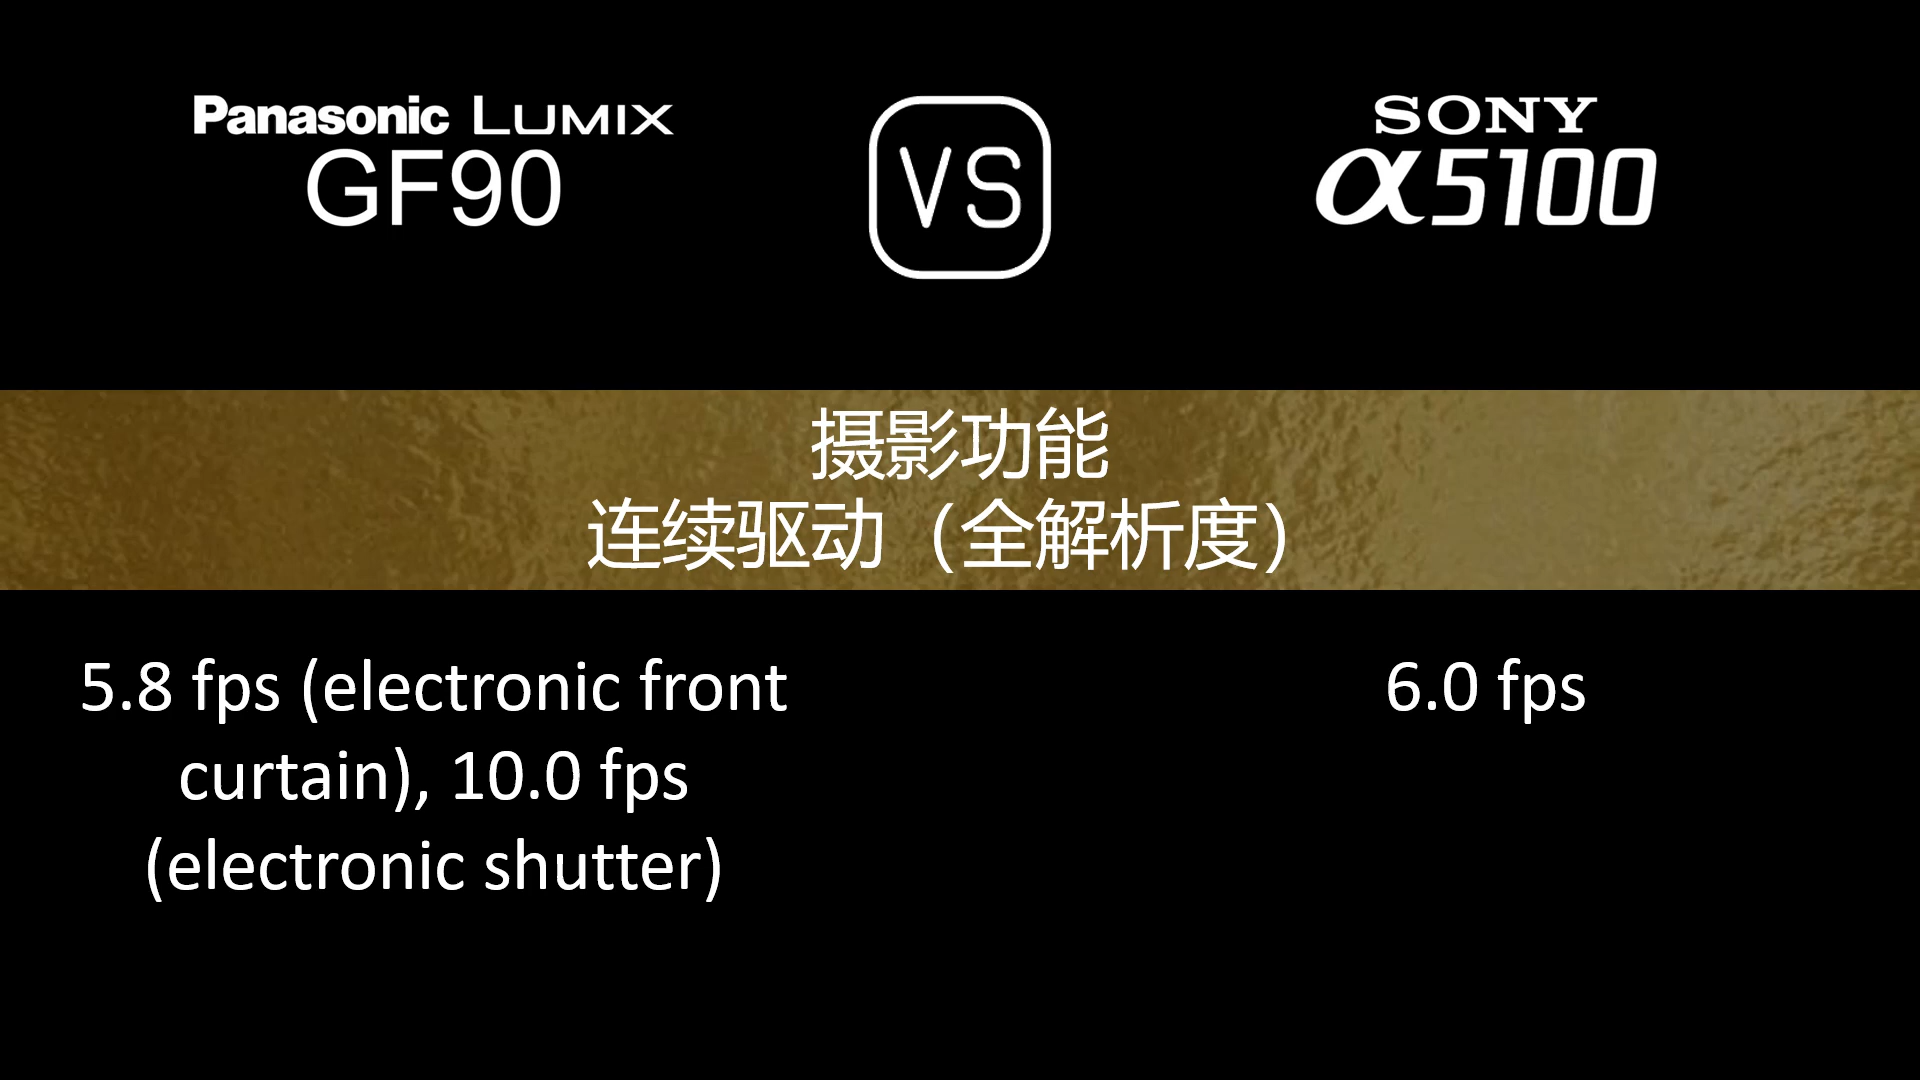 Panasonic LUMIX
GF90
VS
SONY
α5100
摄影功能
连续驱动（全解析度）
5.8 fps (electronic front
curtain), 10.0 fps
(electronic shutter)
6.0 fps